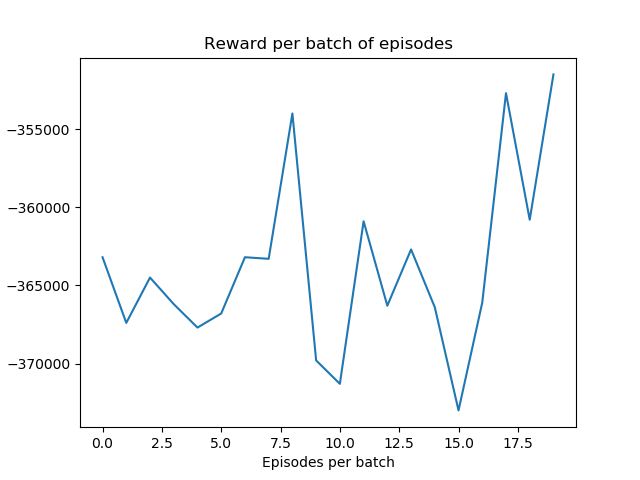 Reward per batch of episodes
−355000
−360000
−365000
−370000
0.0 2.5 5.0 7.5 10.0 12.5 15.0 17.5
Episodes per batch